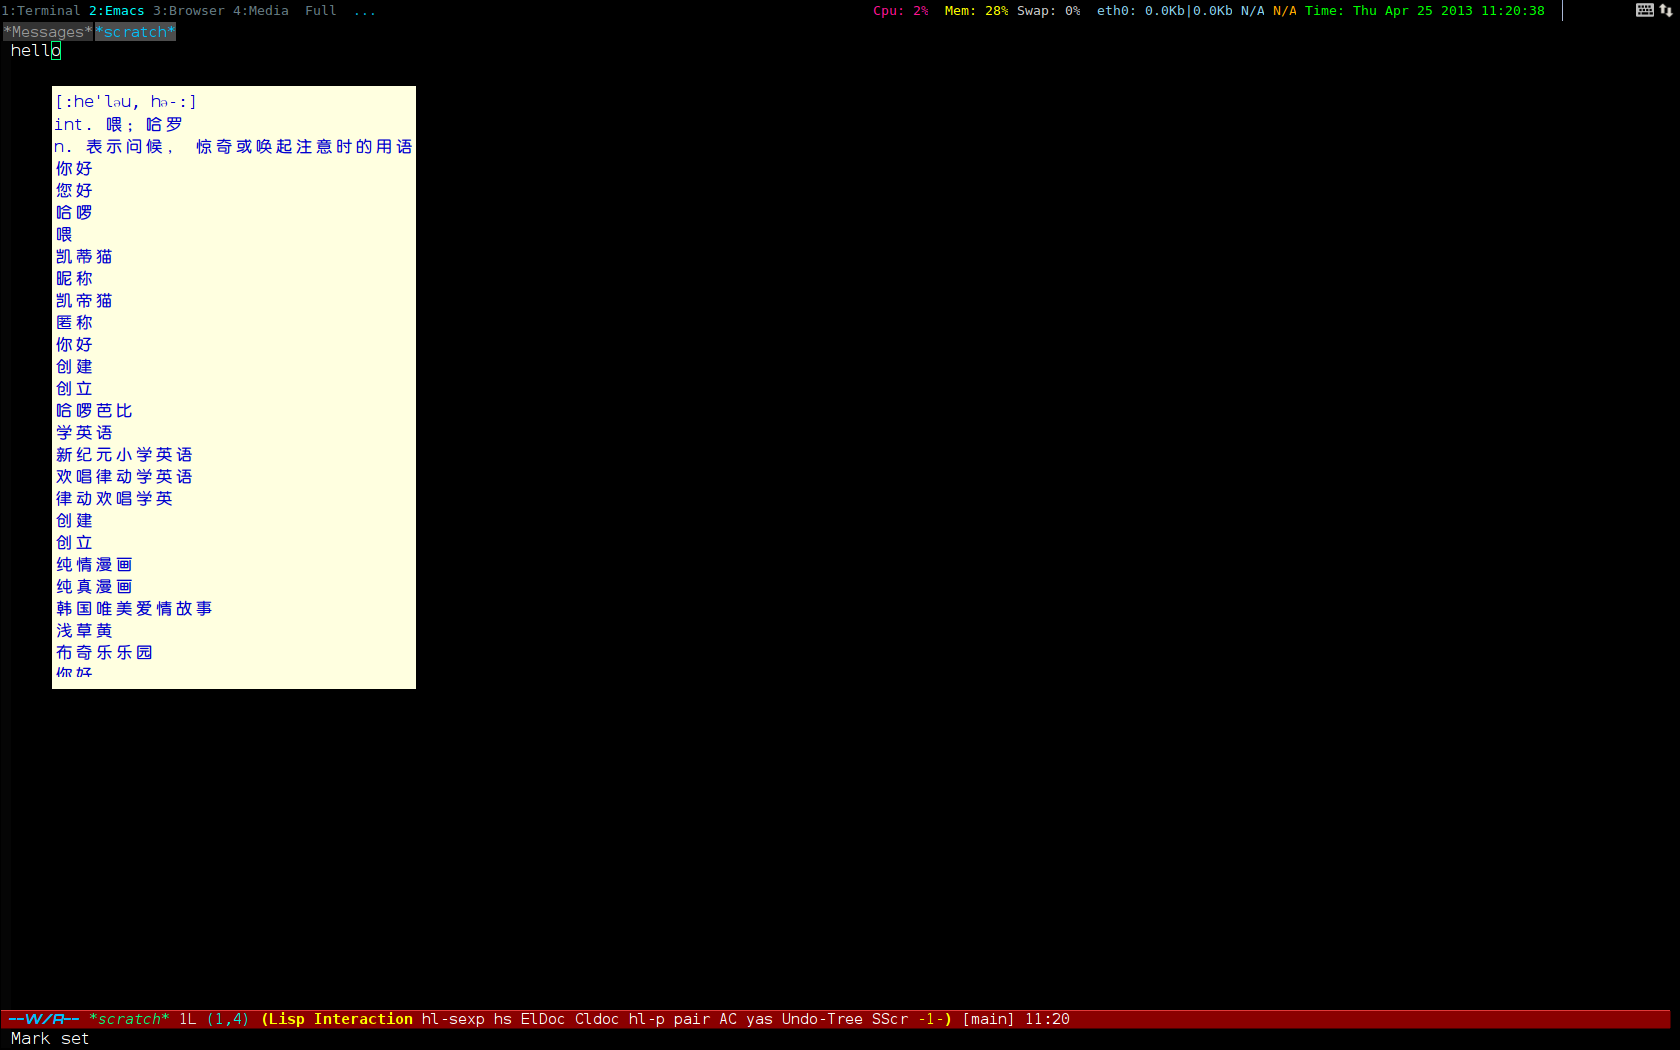 1:Terminal 2:Emacs 3:Browser 4:Media Full ... Cpu: 2% Mem: 28% Swap: 0% eth0: 0.0Kb|0.0Kb N/A N/A Time: Thu Apr 25 2013 11:20:38
*Messages* *scratch*
hello
[:he'ləu, hə-:]
int. 喂；哈罗
n. 表示问候， 惊奇或唤起注意时的用语
你好
您好
哈啰
喂
凯蒂猫
昵称
凯帝猫
匿称
你好
创建
创立
哈啰芭比
学英语
新纪元小学英语
欢唱律动学英语
律动欢唱学英
创建
创立
纯情漫画
纯真漫画
韩国唯美爱情故事
浅草黄
布奇乐乐园
你好
--W/A-- *scratch* 1L (1,4) (Lisp Interaction hl-sexp hs ElDoc Cldoc hl-p pair AC yas Undo-Tree SScr -1-) [main] 11:20
Mark set